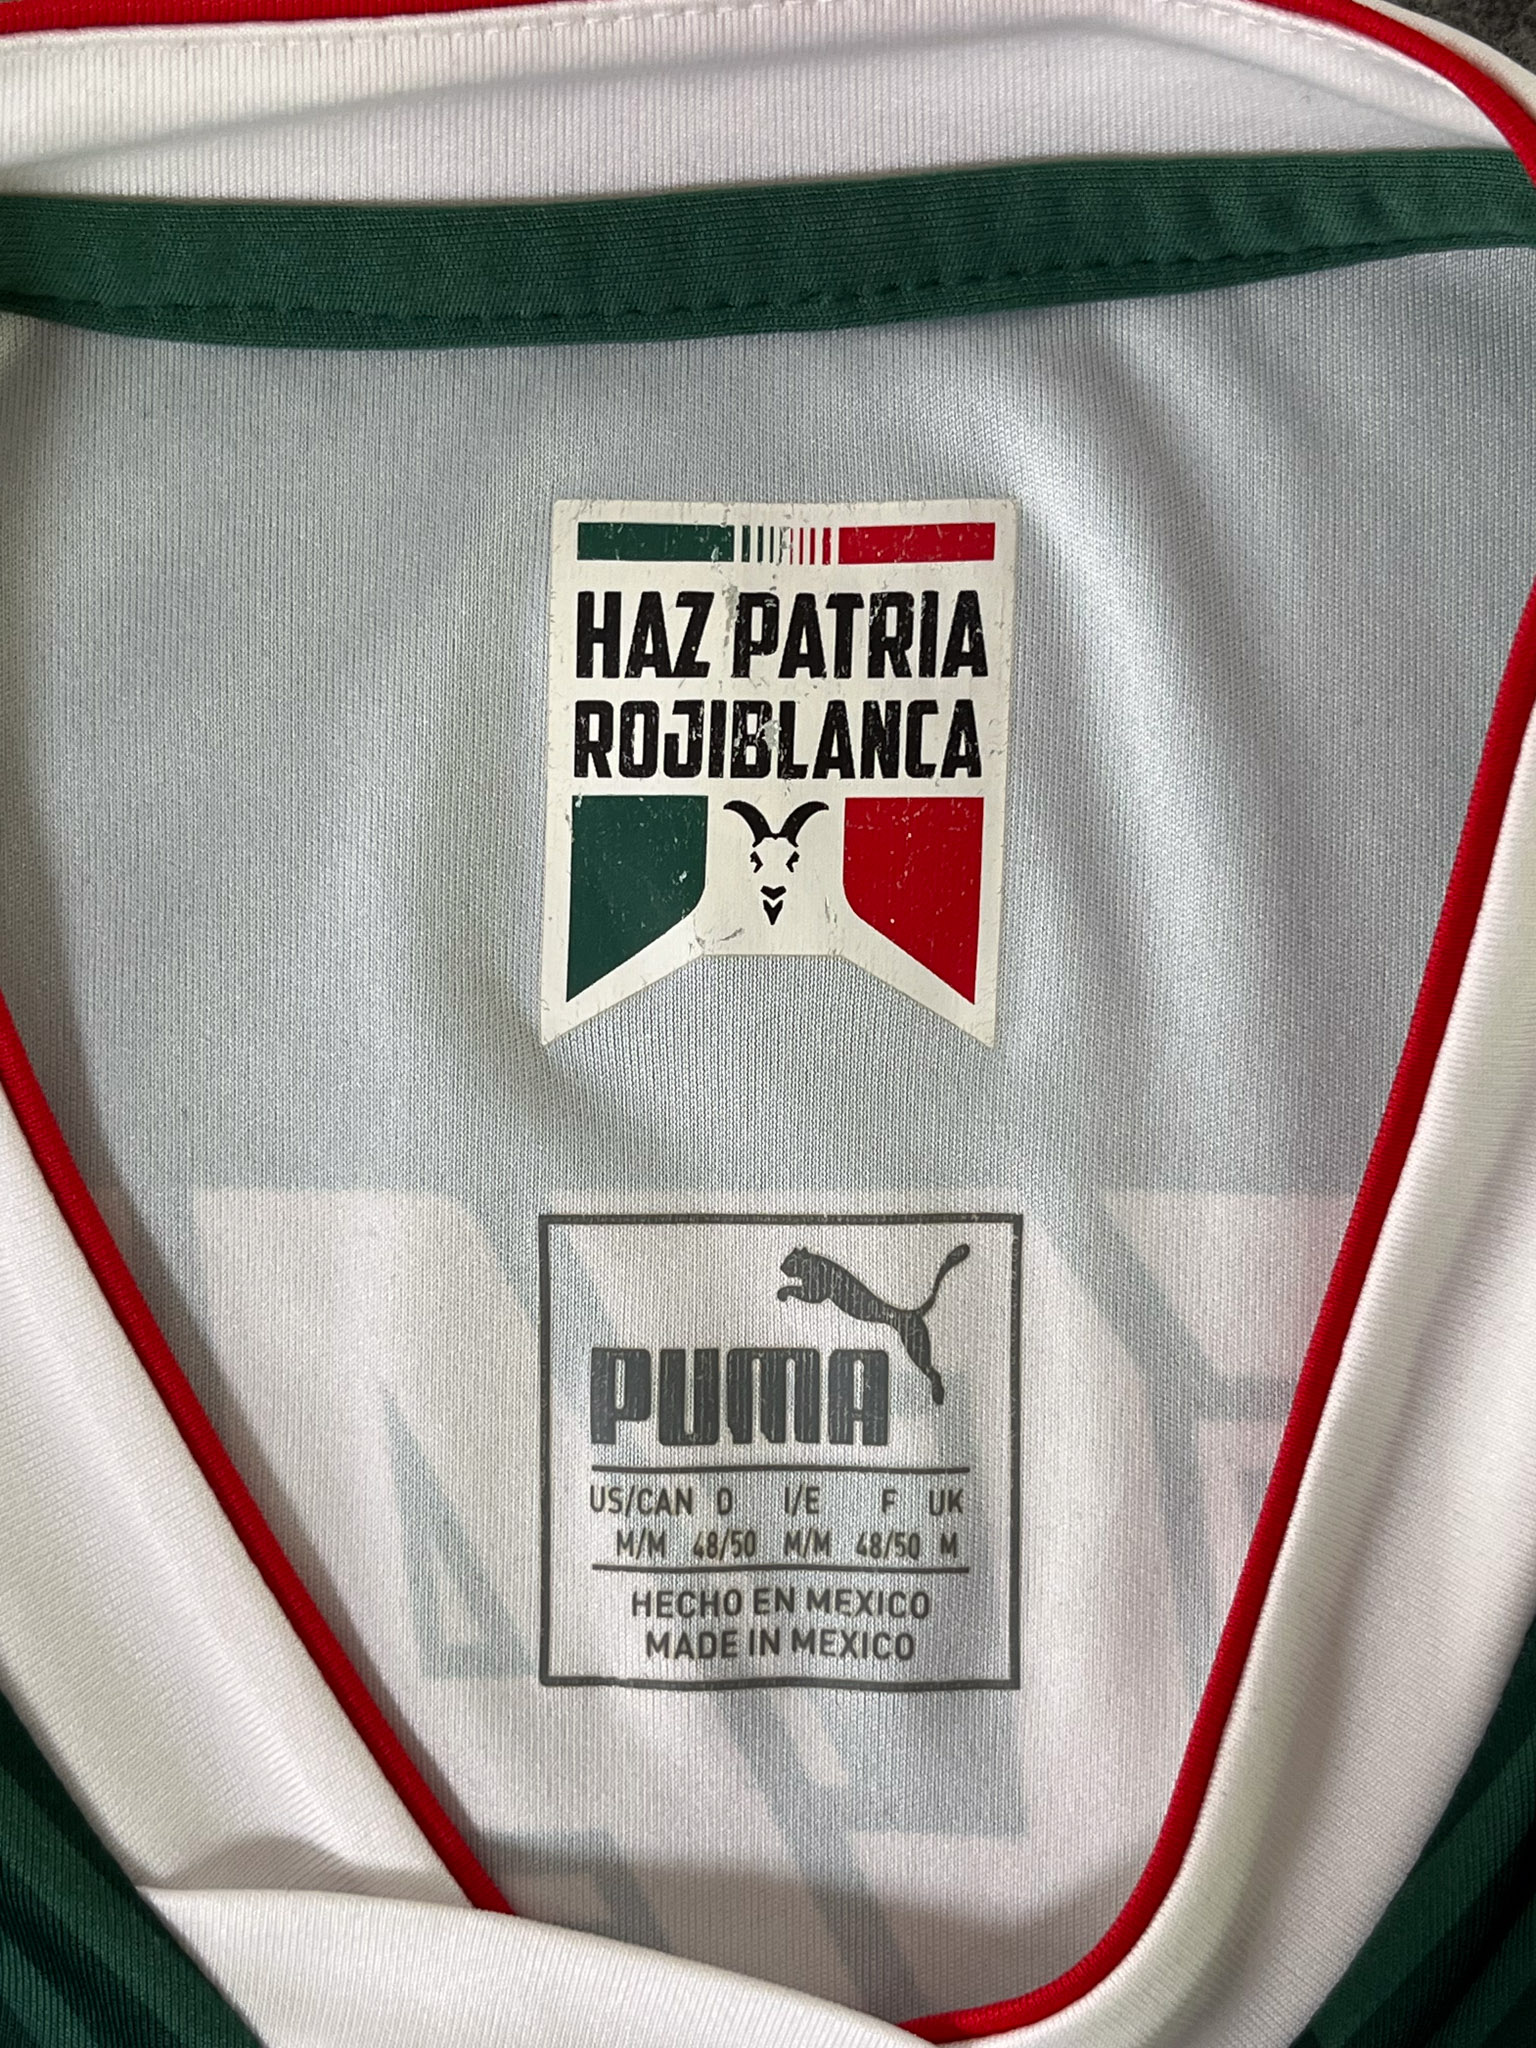 HAZ PATRIA
ROJIBLANCA
PUMA
US/CAN D I/E F UK
M/M 48/50 M/M 48/50 M
HECHO EN MEXICO
MADE IN MEXICO